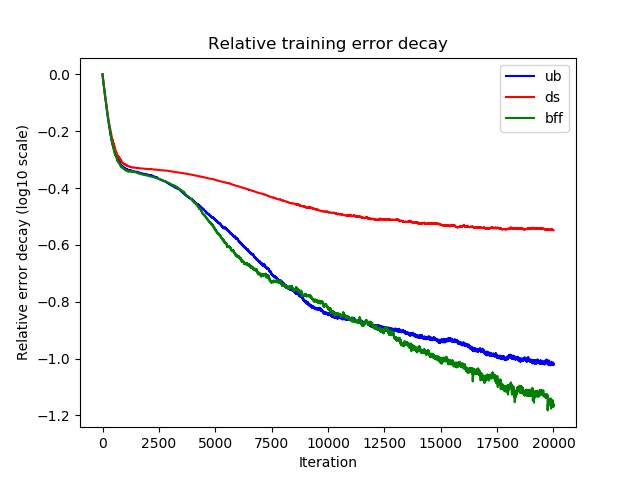 Relative training error decay
Relative error decay (log10 scale)
0.0
−0.2
−0.4
−0.6
−0.8
−1.0
−1.2
ub
ds
bff
0 2500 5000 7500 10000 12500 15000 17500 20000
Iteration